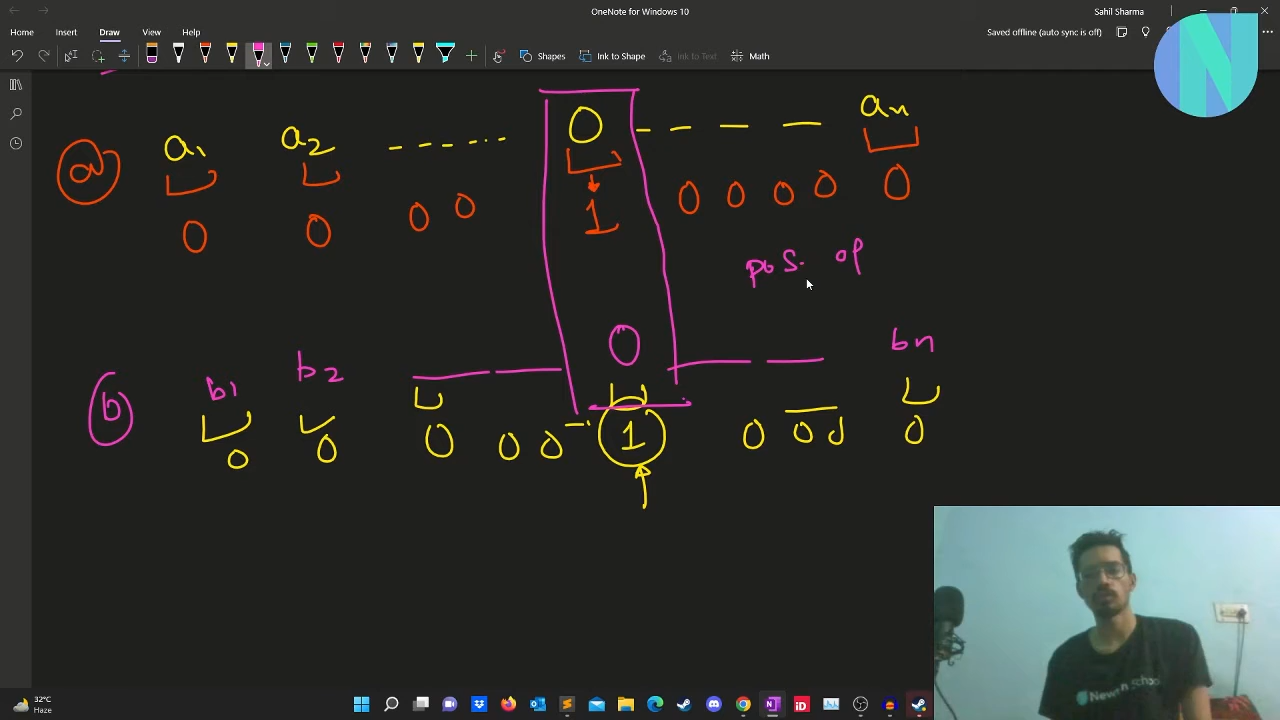 OneNote for Windows 10
Sahil Sharma
Home Insert Draw View Help
Saved offline (auto sync is off)
Shapes Ink to Shape Ink to Text Math
a a1 a2 0 an
0 0 0 0 1 0 0 0 0 0
pos. of
0
b b1 b2 bn
0 0 0 0 0 1 0 0 0 0
32°C
Haze
N